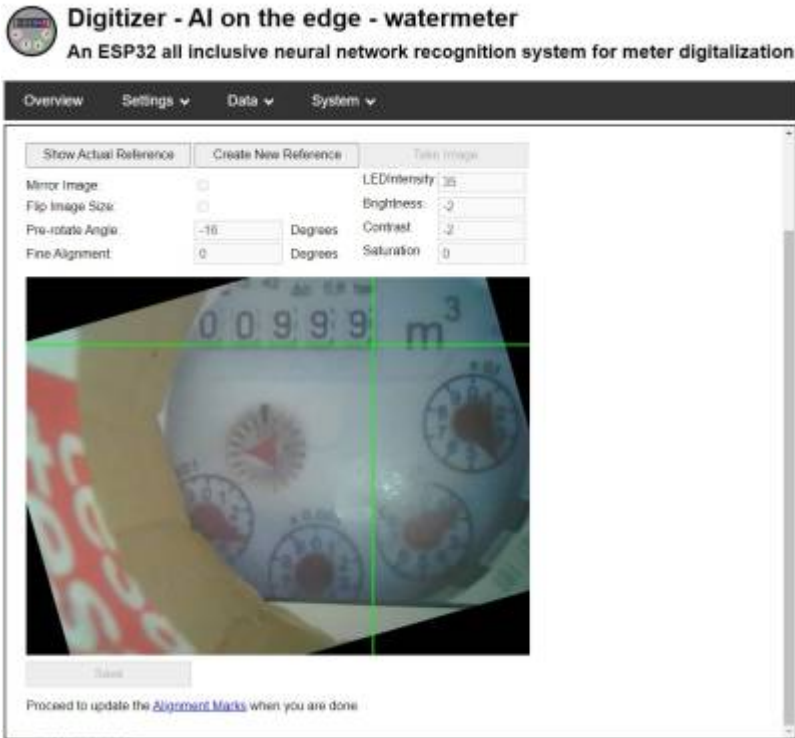 Digitizer - AI on the edge - watermeter
An ESP32 all inclusive neural network recognition system for meter digitalization
Overview Settings Data System
Show Actual Reference Create New Reference Take Image
Mirror Image:
Flip Image Size:
Pre-rotate Angle: -16 Degrees
Fine Alignment: 0 Degrees
LEDIntensity: 35
Brightness: -2
Contrast -2
Saturation 0
00999 m³
Save
Proceed to update the Alignment Marks when you are done